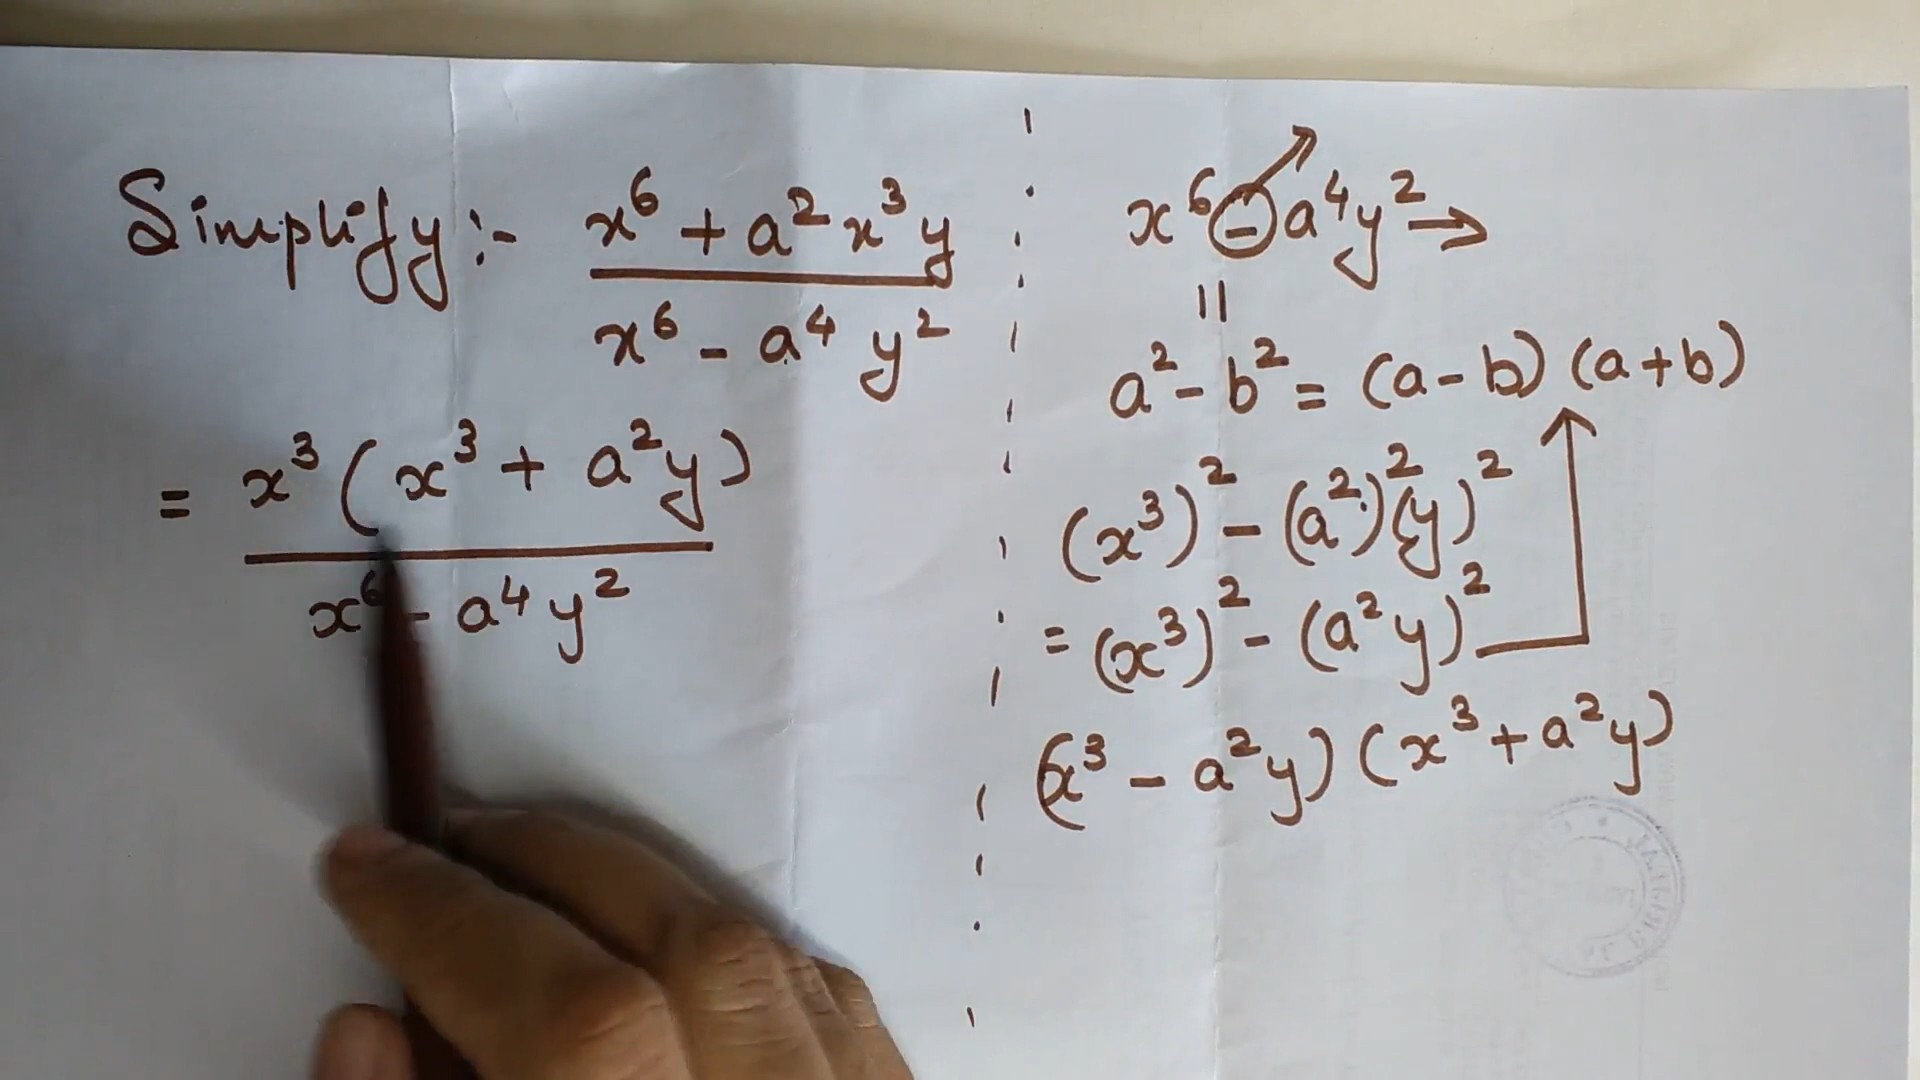 Simplify:- x⁶ + a²x³y
x⁶ - a⁴y²
= x³(x³ + a²y)
x⁶ - a⁴y²
x⁶ - a⁴y² →
=
a² - b² = (a - b)(a + b)
(x³)² - (a²)²(y)²
= (x³)² - (a²y)²
(x³ - a²y)(x³ + a²y)